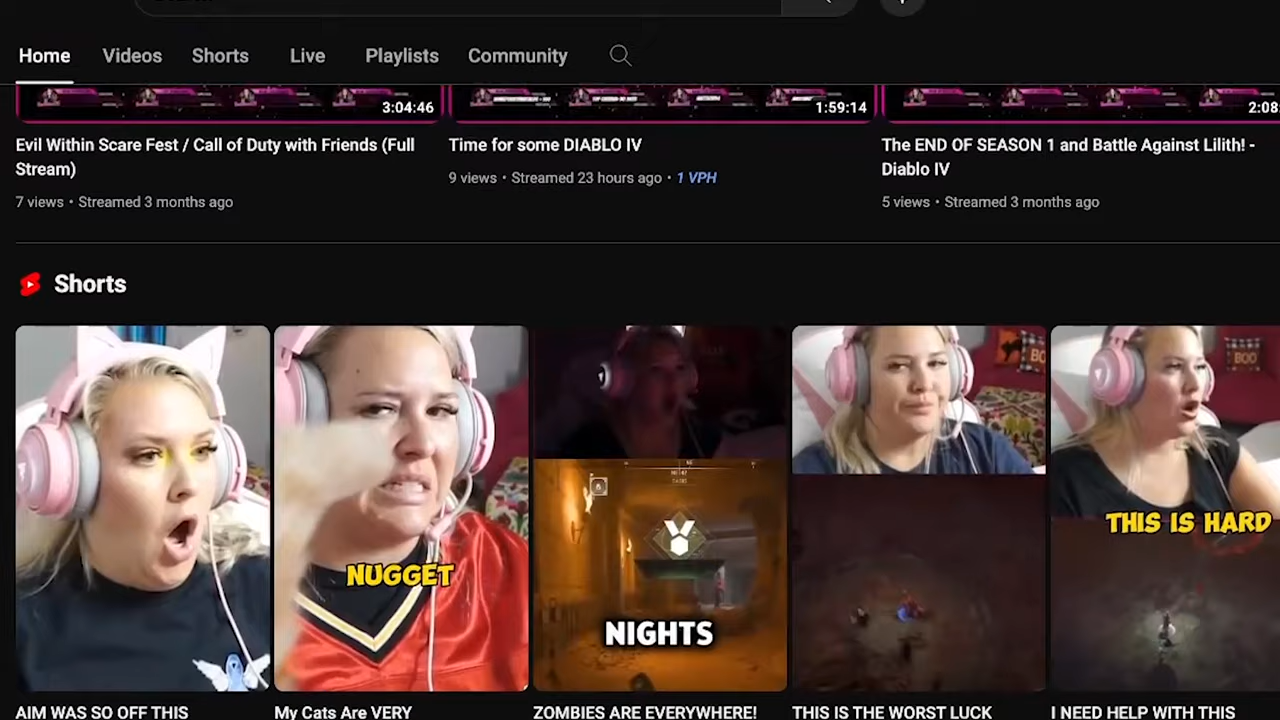 Home Videos Shorts Live Playlists Community
3:04:46 1:59:14 2:08
Evil Within Scare Fest / Call of Duty with Friends (Full
Stream)
7 views • Streamed 3 months ago
Time for some DIABLO IV
9 views • Streamed 23 hours ago • 1 VPH
The END OF SEASON 1 and Battle Against Lilith! -
Diablo IV
5 views • Streamed 3 months ago
Shorts
NUGGET
NIGHTS
BO
BOO
THIS IS HARD
AIM WAS SO OFF THIS
My Cats Are VERY
ZOMBIES ARE EVERYWHERE!
THIS IS THE WORST LUCK
I NEED HELP WITH THIS